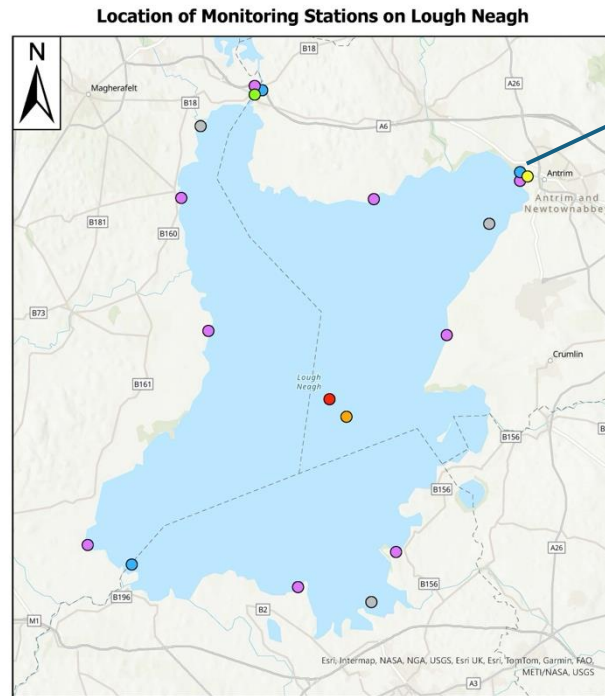 Location of Monitoring Stations on Lough Neagh
N
B18
Magherafelt
A26
B18
A6
Antrim
Antrim and
Newtownabbe
B181
B160
B73
Crumlin
Lough
Neagh
B161
B156
B156
A26
B156
B196
B2
M1
Esri, Intermap, NASA, NGA, USGS, Esri UK, Esri, TomTom, Garmin, FAO,
METI/NASA, USGS
A3